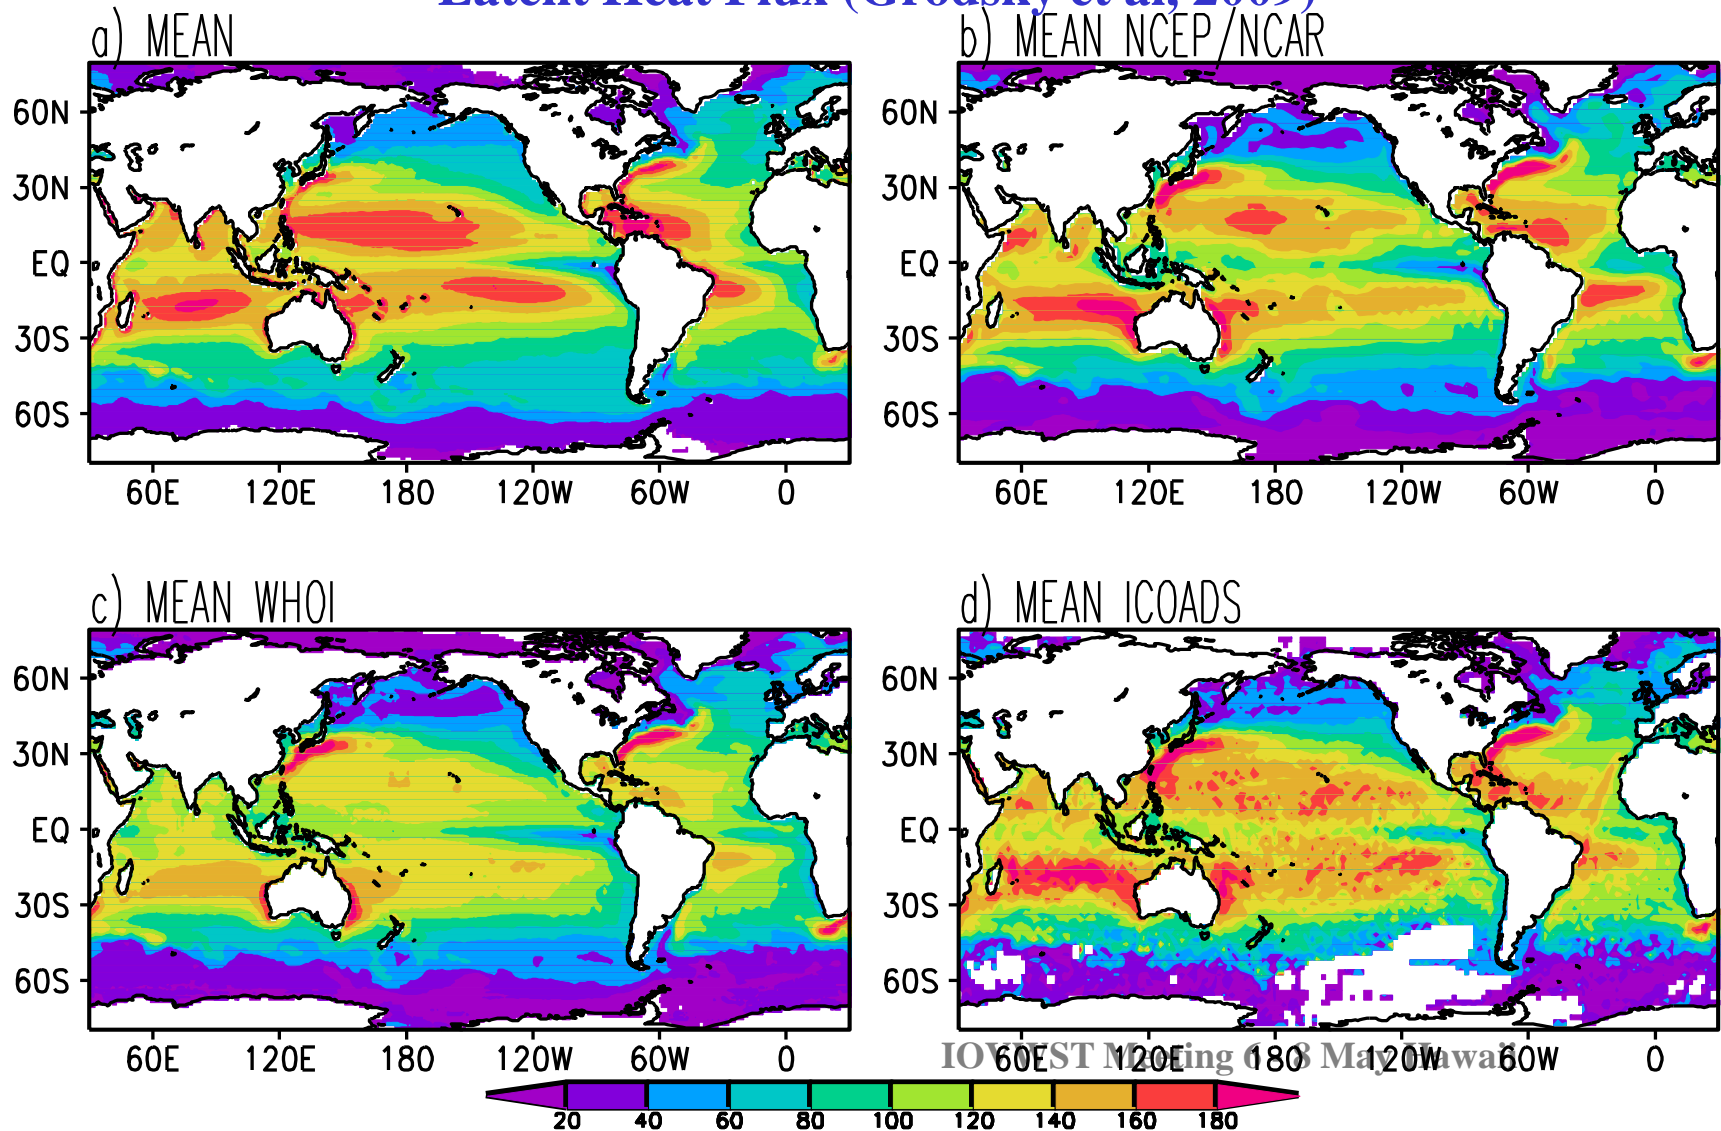 Latent Heat Flux (Grodsky et al, 2009)
a) MEAN
b) MEAN NCEP/NCAR
60N
30N
EQ
30S
60S
60E 120E 180 120W 60W 0
60N
30N
EQ
30S
60S
60E 120E 180 120W 60W 0
c) MEAN WHOI
d) MEAN ICOADS
60N
30N
EQ
30S
60S
60E 120E 180 120W 60W 0
60N
30N
EQ
30S
60S
60E 120E 180 120W 60W 0
IOVWST Meeting 6 8 May Hawaii
20 40 60 80 100 120 140 160 180